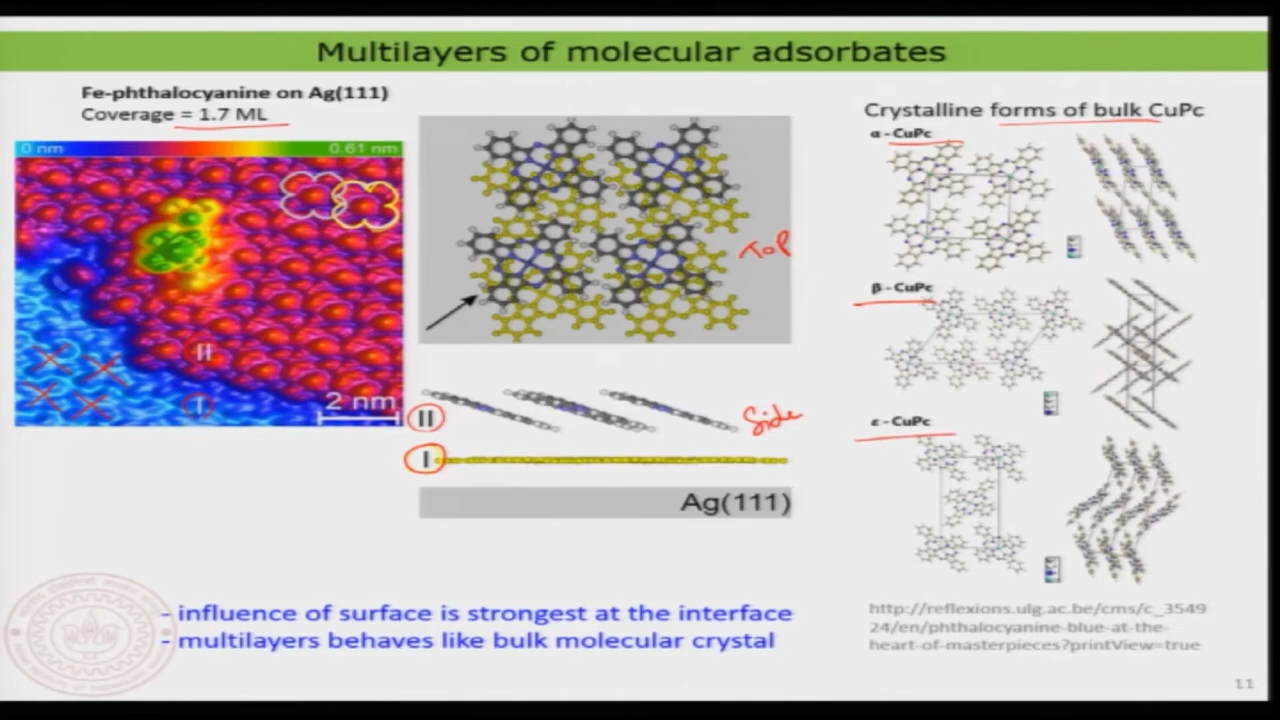 Multilayers of molecular adsorbates
Fe-phthalocyanine on Ag(111)
Coverage = 1.7 ML
0 nm
0.61 nm
II
I
2 nm
Top
II
Side
I
Ag(111)
- influence of surface is strongest at the interface
- multilayers behaves like bulk molecular crystal
Crystalline forms of bulk CuPc
α - CuPc
β - CuPc
ε - CuPc
http://reflexions.ulg.ac.be/cms/c_3549
24/en/phthalocyanine-blue-at-the-
heart-of-masterpieces?printView=true
11